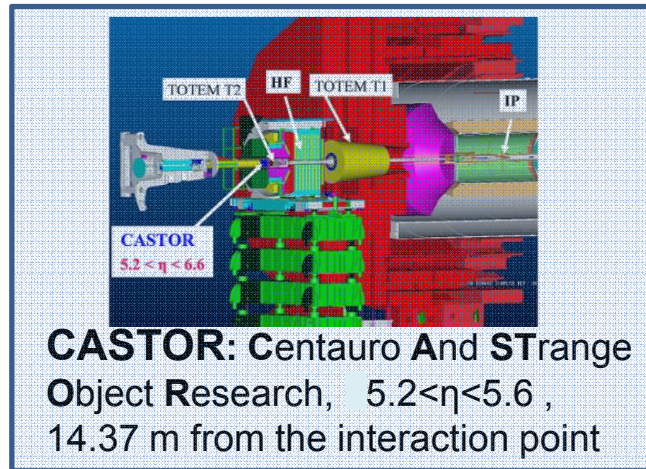 TOTEM T2
HF
TOTEM T1
IP
CASTOR
5.2 < η < 6.6
CASTOR: Centauro And STrange
Object Research, 5.2<η<5.6 ,
14.37 m from the interaction point